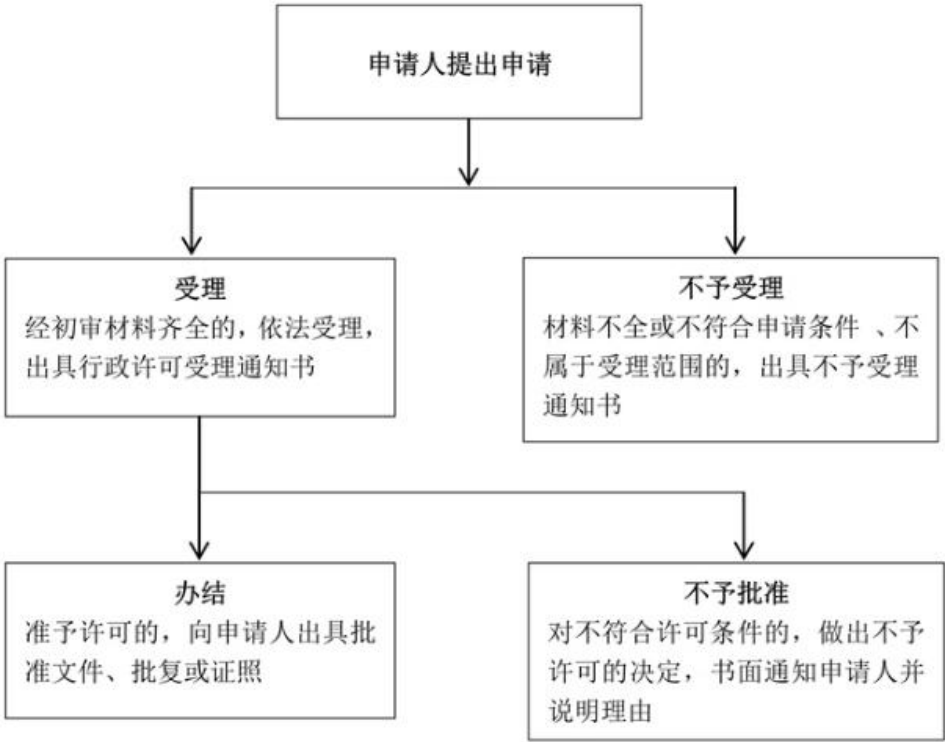 申请人提出申请
受理
经初审材料齐全的，依法受理，
出具行政许可受理通知书
不予受理
材料不全或不符合申请条件 、不
属于受理范围的，出具不予受理
通知书
办结
准予许可的，向申请人出具批
准文件、批复或证照
不予批准
对不符合许可条件的，做出不予
许可的决定，书面通知申请人并
说明理由